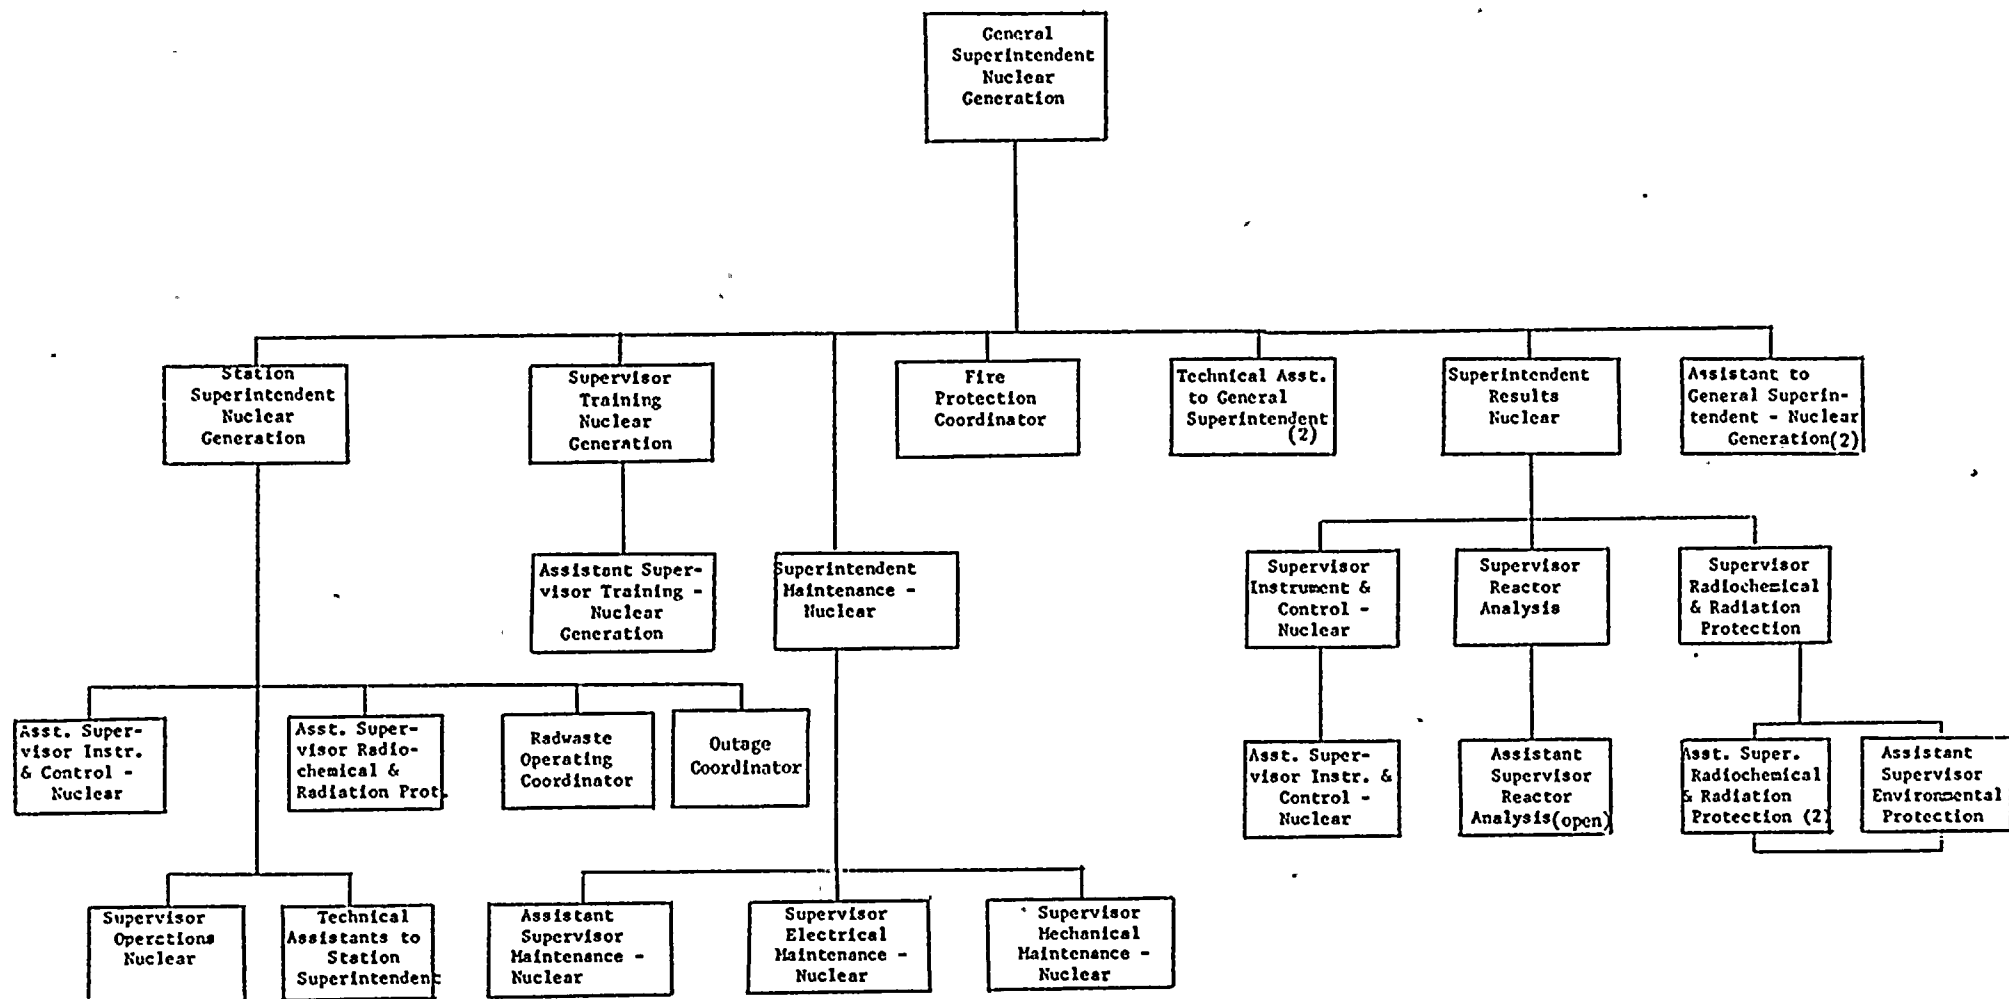 General
Superintendent
Nuclear
Generation
Station
Superintendent
Nuclear
Generation
Supervisor
Training
Nuclear
Generation
Fire
Protection
Coordinator
Technical Asst.
to General
Superintendent
(2)
Superintendent
Results
Nuclear
Assistant to
General Superin-
tendent - Nuclear
Generation(2)
Assistant Super-
visor Training -
Nuclear
Generation
Superintendent
Maintenance -
Nuclear
Supervisor
Instrument &
Control -
Nuclear
Supervisor
Reactor
Analysis
Supervisor
Radiochemical
& Radiation
Protection
Asst. Super-
visor Instr.
& Control -
Nuclear
Asst. Super-
visor Radio-
chemical &
Radiation Prot.
Radwaste
Operating
Coordinator
Outage
Coordinator
Asst. Super-
visor Instr. &
Control -
Nuclear
Assistant
Supervisor
Reactor
Analysis(open)
Asst. Super.
Radiochemical
& Radiation
Protection (2)
Assistant
Supervisor
Environmental
Protection
Supervisor
Operctions
Nuclear
Technical
Assistants to
Station
Superintendent
Assistant
Supervisor
Maintenance -
Nuclear
Supervisor
Electrical
Maintenance -
Nuclear
Supervisor
Mechanical
Maintenance -
Nuclear